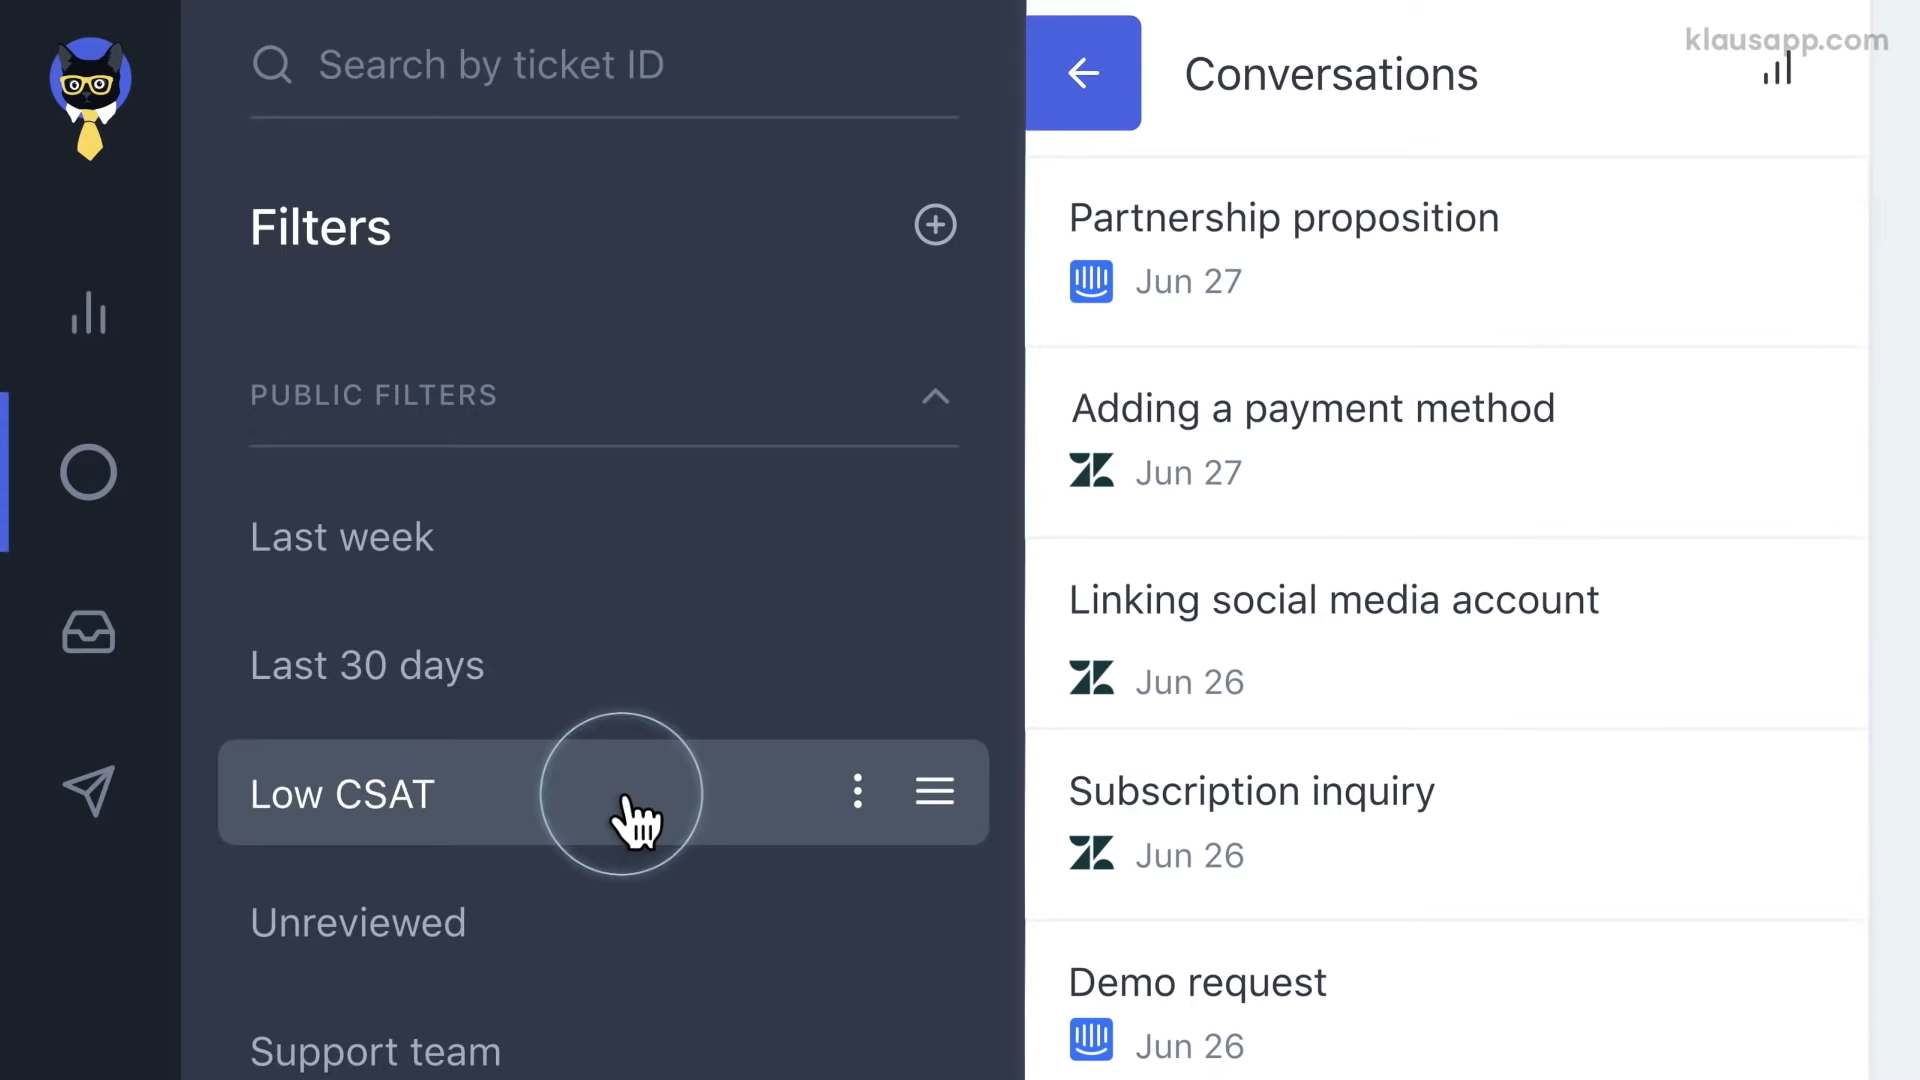 Search by ticket ID
Filters
PUBLIC FILTERS
Last week
Last 30 days
Low CSAT
Unreviewed
Support team
klausapp.com
Conversations
Partnership proposition
Jun 27
Adding a payment method
Jun 27
Linking social media account
Jun 26
Subscription inquiry
Jun 26
Demo request
Jun 26